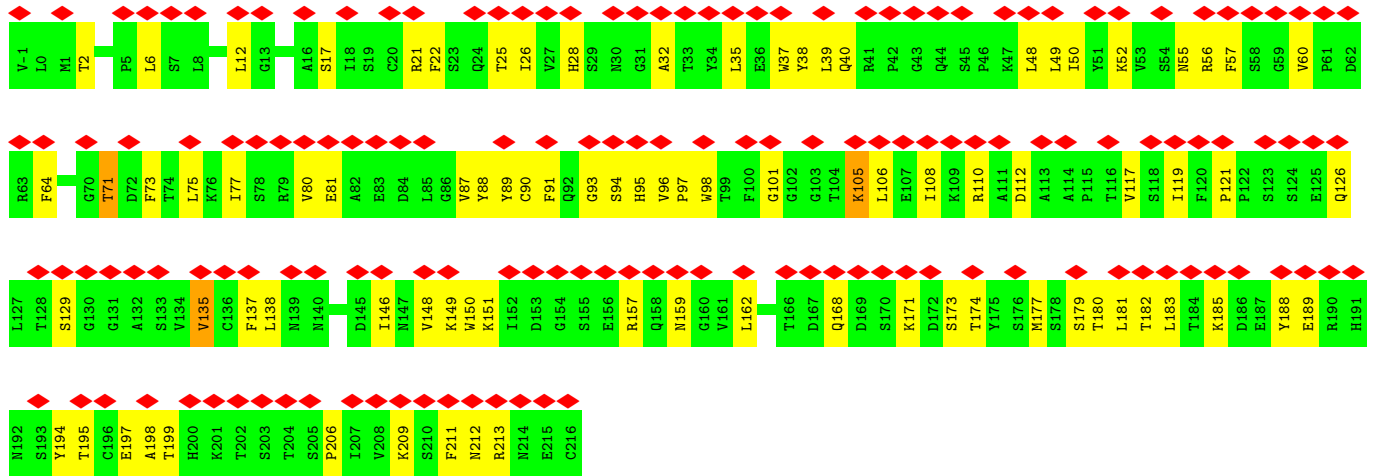 V-1 L0 M1 T2 P5 L6 S7 L8 L12 G13 A16 S17 I18 S19 C20 R21 F22 S23 Q24 T25 I26 V27 H28 S29 N30 G31 A32 T33 Y34 L35 E36 W37 Y38 L39 Q40 R41 P42 G43 Q44 S45 P46 K47 L48 L49 I50 Y51 K52 V53 S54 N55 R56 F57 S58 G59 V60 P61 D62
R63 F64 G70 T71 D72 F73 T74 L75 K76 I77 S78 R79 V80 E81 A82 E83 D84 L85 G86 V87 Y88 Y89 C90 F91 Q92 G93 S94 H95 V96 P97 W98 T99 F100 G101 G102 G103 T104 K105 L106 E107 I108 K109 R110 A111 D112 A113 A114 P115 T116 V117 S118 I119 F120 P121 P122 S123 S124 E125 Q126
L127 T128 S129 G130 G131 A132 S133 V134 V135 C136 F137 L138 N139 N140 D145 I146 N147 V148 K149 W150 K151 I152 D153 G154 S155 E156 R157 Q158 N159 G160 V161 L162 T166 D167 Q168 D169 S170 K171 D172 S173 T174 Y175 S176 M177 S178 S179 T180 L181 T182 L183 T184 K185 D186 E187 Y188 E189 R190 H191
N192 S193 Y194 T195 C196 E197 A198 T199 H200 K201 T202 S203 T204 S205 P206 I207 V208 K209 S210 F211 N212 R213 N214 E215 C216